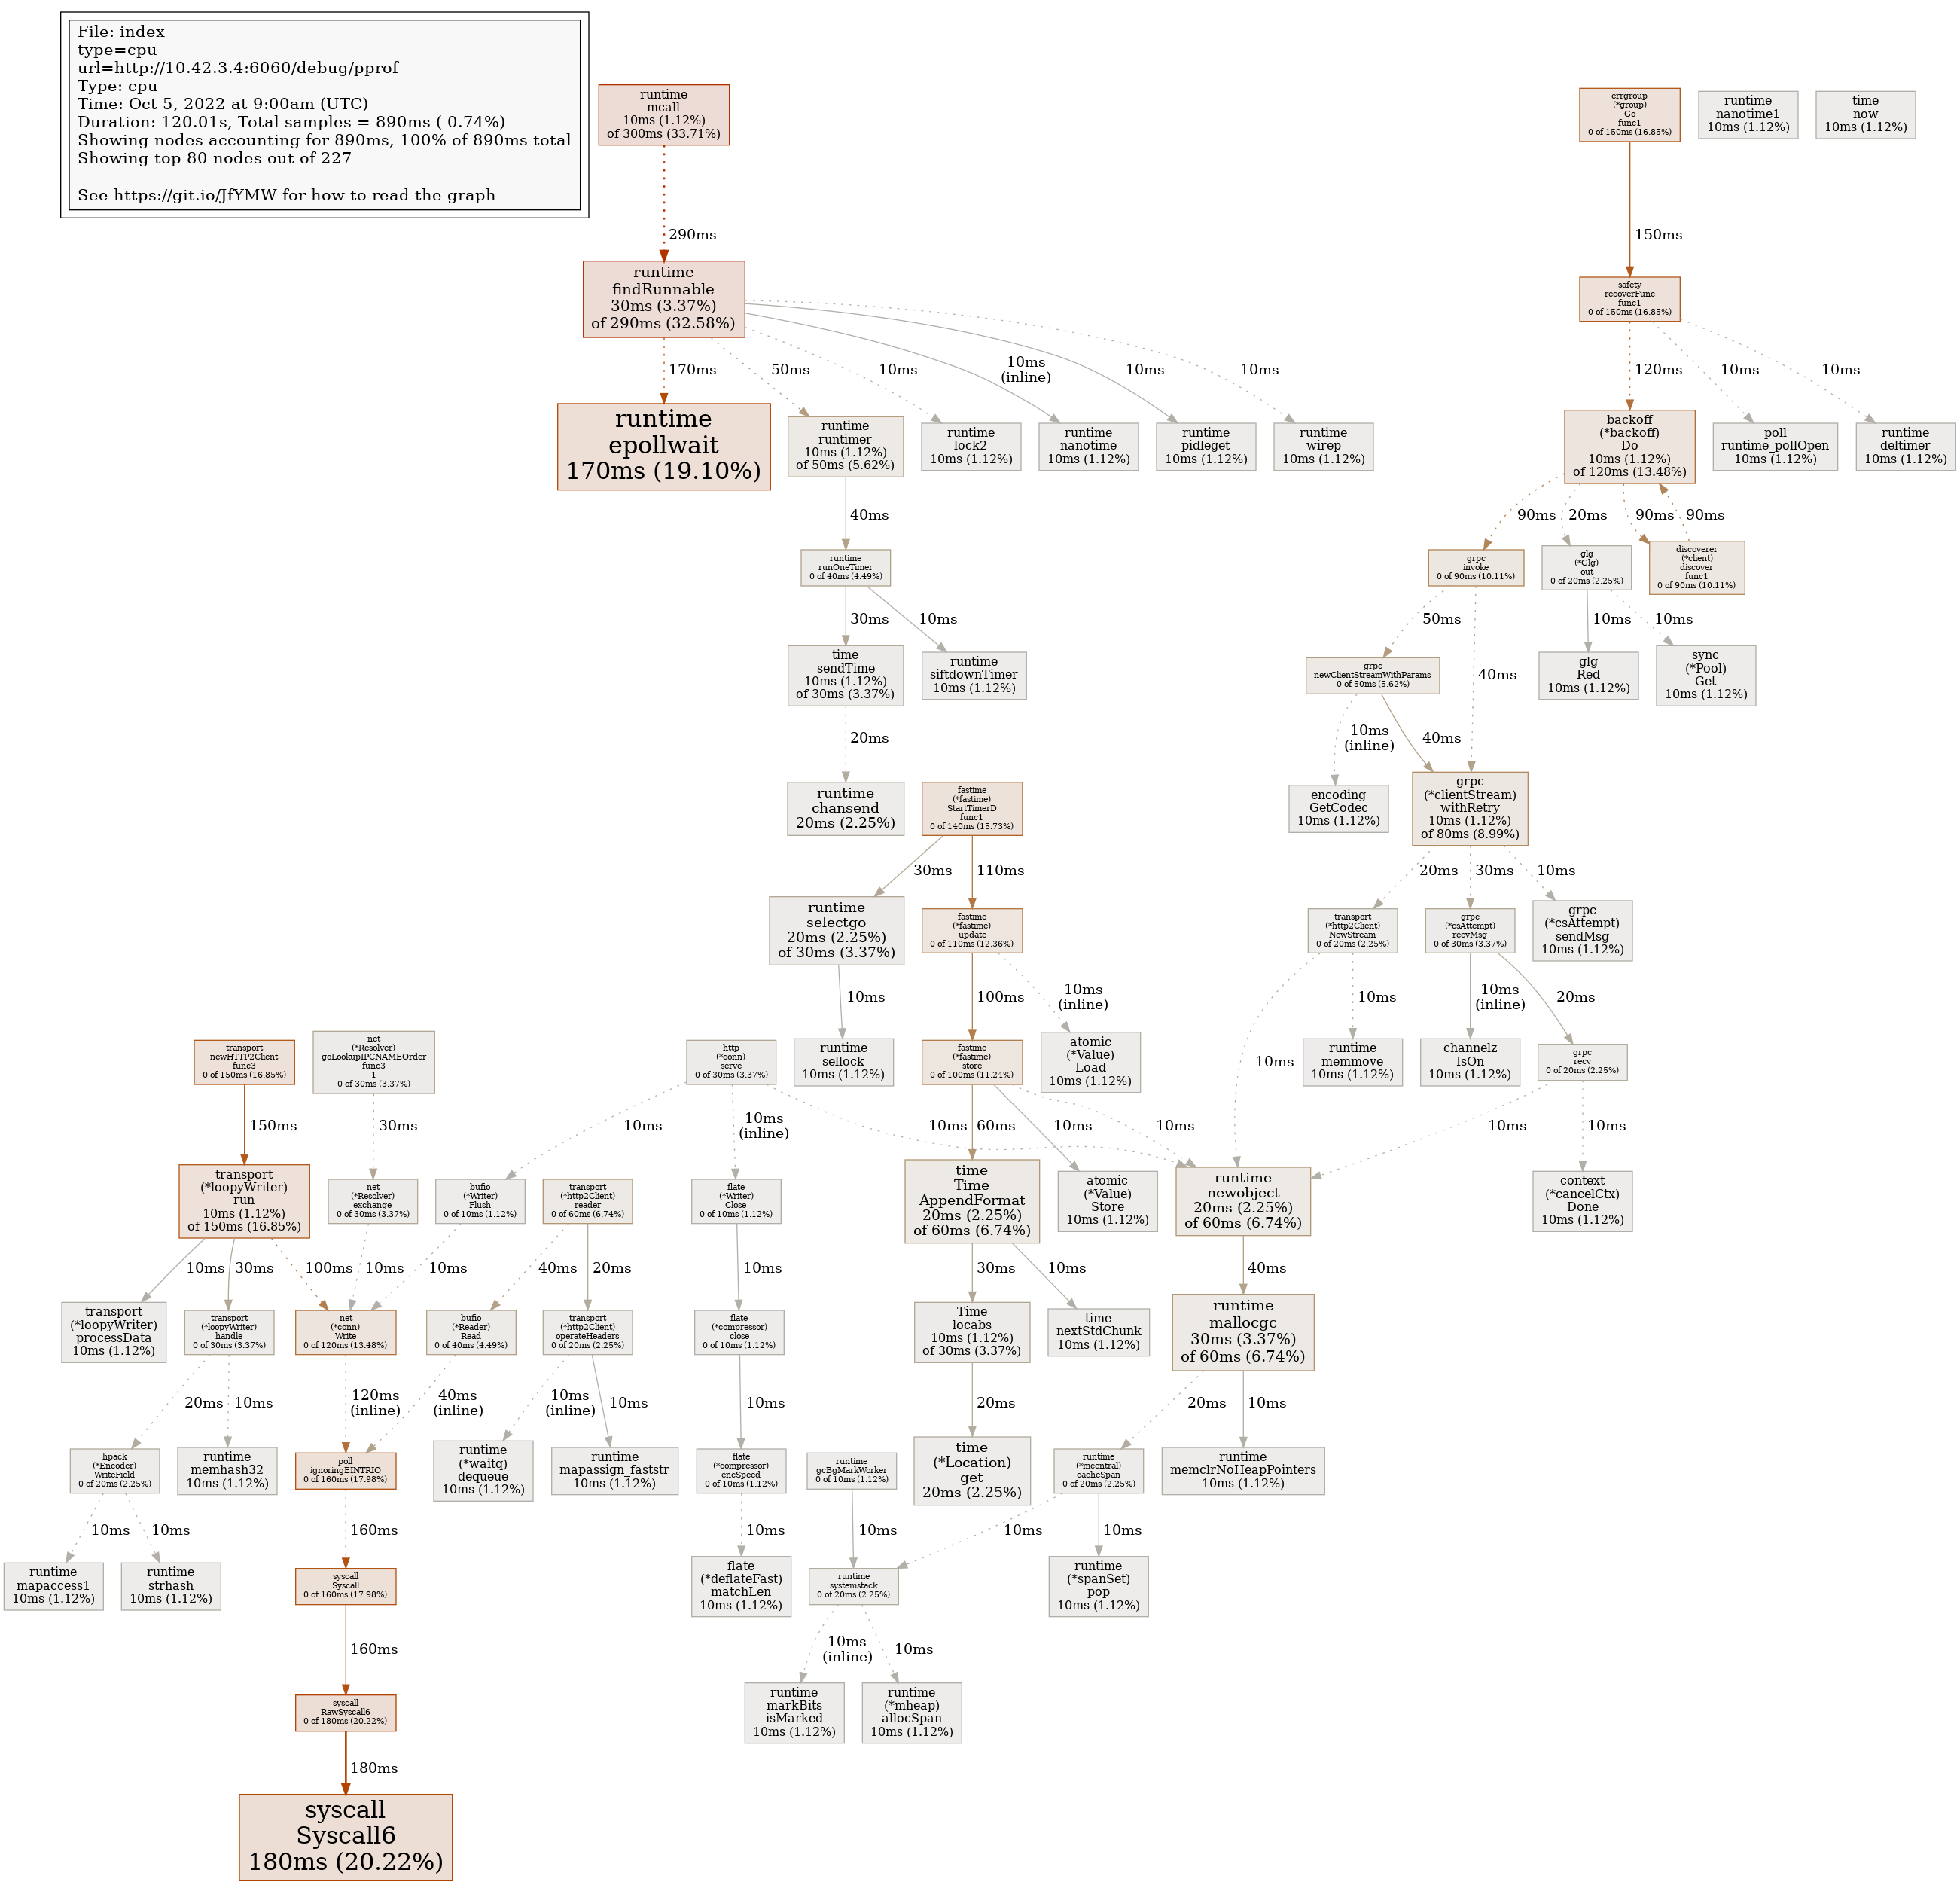 File: index
type=cpu
url=http://10.42.3.4:6060/debug/pprof
Type: cpu
Time: Oct 5, 2022 at 9:00am (UTC)
Duration: 120.01s, Total samples = 890ms ( 0.74%)
Showing nodes accounting for 890ms, 100% of 890ms total
Showing top 80 nodes out of 227
See https://git.io/JfYMW for how to read the graph
runtime
mcall
10ms (1.12%)
of 300ms (33.71%)
errgroup
(*group)
Go
func1
0 of 150ms (16.85%)
runtime
nanotime1
10ms (1.12%)
time
now
10ms (1.12%)
290ms
150ms
runtime
findRunnable
30ms (3.37%)
of 290ms (32.58%)
safety
recoverFunc
func1
0 of 150ms (16.85%)
170ms
50ms
10ms
10ms
(inline)
10ms
10ms
120ms
10ms
10ms
runtime
epollwait
170ms (19.10%)
runtime
runtimer
10ms (1.12%)
of 50ms (5.62%)
runtime
lock2
10ms (1.12%)
runtime
nanotime
10ms (1.12%)
runtime
pidleget
10ms (1.12%)
runtime
wirep
10ms (1.12%)
backoff
(*backoff)
Do
10ms (1.12%)
of 120ms (13.48%)
poll
runtime_pollOpen
10ms (1.12%)
runtime
deltimer
10ms (1.12%)
40ms
90ms
20ms
90ms
90ms
runtime
runOneTimer
0 of 40ms (4.49%)
grpc
invoke
0 of 90ms (10.11%)
glg
(*Glg)
out
0 of 20ms (2.25%)
discoverer
(*client)
discover
func1
0 of 90ms (10.11%)
30ms
10ms
50ms
40ms
10ms
10ms
time
sendTime
10ms (1.12%)
of 30ms (3.37%)
runtime
siftdownTimer
10ms (1.12%)
grpc
newClientStreamWithParams
0 of 50ms (5.62%)
glg
Red
10ms (1.12%)
sync
(*Pool)
Get
10ms (1.12%)
20ms
10ms
(inline)
40ms
runtime
chansend
20ms (2.25%)
fastime
(*fastime)
StartTimerD
func1
0 of 140ms (15.73%)
encoding
GetCodec
10ms (1.12%)
grpc
(*clientStream)
withRetry
10ms (1.12%)
of 80ms (8.99%)
30ms
110ms
20ms
30ms
10ms
runtime
selectgo
20ms (2.25%)
of 30ms (3.37%)
fastime
(*fastime)
update
0 of 110ms (12.36%)
transport
(*http2Client)
NewStream
0 of 20ms (2.25%)
grpc
(*csAttempt)
recvMsg
0 of 30ms (3.37%)
grpc
(*csAttempt)
sendMsg
10ms (1.12%)
10ms
100ms
10ms
(inline)
10ms
10ms
10ms
(inline)
20ms
transport
newHTTP2Client
func3
0 of 150ms (16.85%)
net
(*Resolver)
goLookupIPCNAMEOrder
func3
1
0 of 30ms (3.37%)
http
(*conn)
serve
0 of 30ms (3.37%)
runtime
sellock
10ms (1.12%)
fastime
(*fastime)
store
0 of 100ms (11.24%)
atomic
(*Value)
Load
10ms (1.12%)
runtime
memmove
10ms (1.12%)
channelz
IsOn
10ms (1.12%)
grpc
recv
0 of 20ms (2.25%)
150ms
30ms
10ms
10ms
(inline)
10ms
60ms
10ms
10ms
10ms
10ms
transport
(*loopyWriter)
run
10ms (1.12%)
of 150ms (16.85%)
net
(*Resolver)
exchange
0 of 30ms (3.37%)
bufio
(*Writer)
Flush
0 of 10ms (1.12%)
transport
(*http2Client)
reader
0 of 60ms (6.74%)
flate
(*Writer)
Close
0 of 10ms (1.12%)
time
Time
AppendFormat
20ms (2.25%)
of 60ms (6.74%)
atomic
(*Value)
Store
10ms (1.12%)
runtime
newobject
20ms (2.25%)
of 60ms (6.74%)
context
(*cancelCtx)
Done
10ms (1.12%)
10ms
30ms
100ms
10ms
10ms
40ms
20ms
10ms
30ms
10ms
40ms
transport
(*loopyWriter)
processData
10ms (1.12%)
transport
(*loopyWriter)
handle
0 of 30ms (3.37%)
net
(*conn)
Write
0 of 120ms (13.48%)
bufio
(*Reader)
Read
0 of 40ms (4.49%)
transport
(*http2Client)
operateHeaders
0 of 20ms (2.25%)
flate
(*compressor)
close
0 of 10ms (1.12%)
Time
locabs
10ms (1.12%)
of 30ms (3.37%)
time
nextStdChunk
10ms (1.12%)
runtime
mallocgc
30ms (3.37%)
of 60ms (6.74%)
20ms
10ms
120ms
(inline)
40ms
(inline)
10ms
(inline)
10ms
10ms
20ms
20ms
10ms
hpack
(*Encoder)
WriteField
0 of 20ms (2.25%)
runtime
memhash32
10ms (1.12%)
poll
ignoringEINTRIO
0 of 160ms (17.98%)
runtime
(*waitq)
dequeue
10ms (1.12%)
runtime
mapassign_faststr
10ms (1.12%)
flate
(*compressor)
encSpeed
0 of 10ms (1.12%)
runtime
gcBgMarkWorker
0 of 10ms (1.12%)
time
(*Location)
get
20ms (2.25%)
runtime
(*mcentral)
cacheSpan
0 of 20ms (2.25%)
runtime
memclrNoHeapPointers
10ms (1.12%)
10ms
10ms
160ms
10ms
10ms
10ms
10ms
runtime
mapaccess1
10ms (1.12%)
runtime
strhash
10ms (1.12%)
syscall
Syscall
0 of 160ms (17.98%)
flate
(*deflateFast)
matchLen
10ms (1.12%)
runtime
systemstack
0 of 20ms (2.25%)
runtime
(*spanSet)
pop
10ms (1.12%)
160ms
10ms
(inline)
10ms
syscall
RawSyscall6
0 of 180ms (20.22%)
runtime
markBits
isMarked
10ms (1.12%)
runtime
(*mheap)
allocSpan
10ms (1.12%)
180ms
syscall
Syscall6
180ms (20.22%)